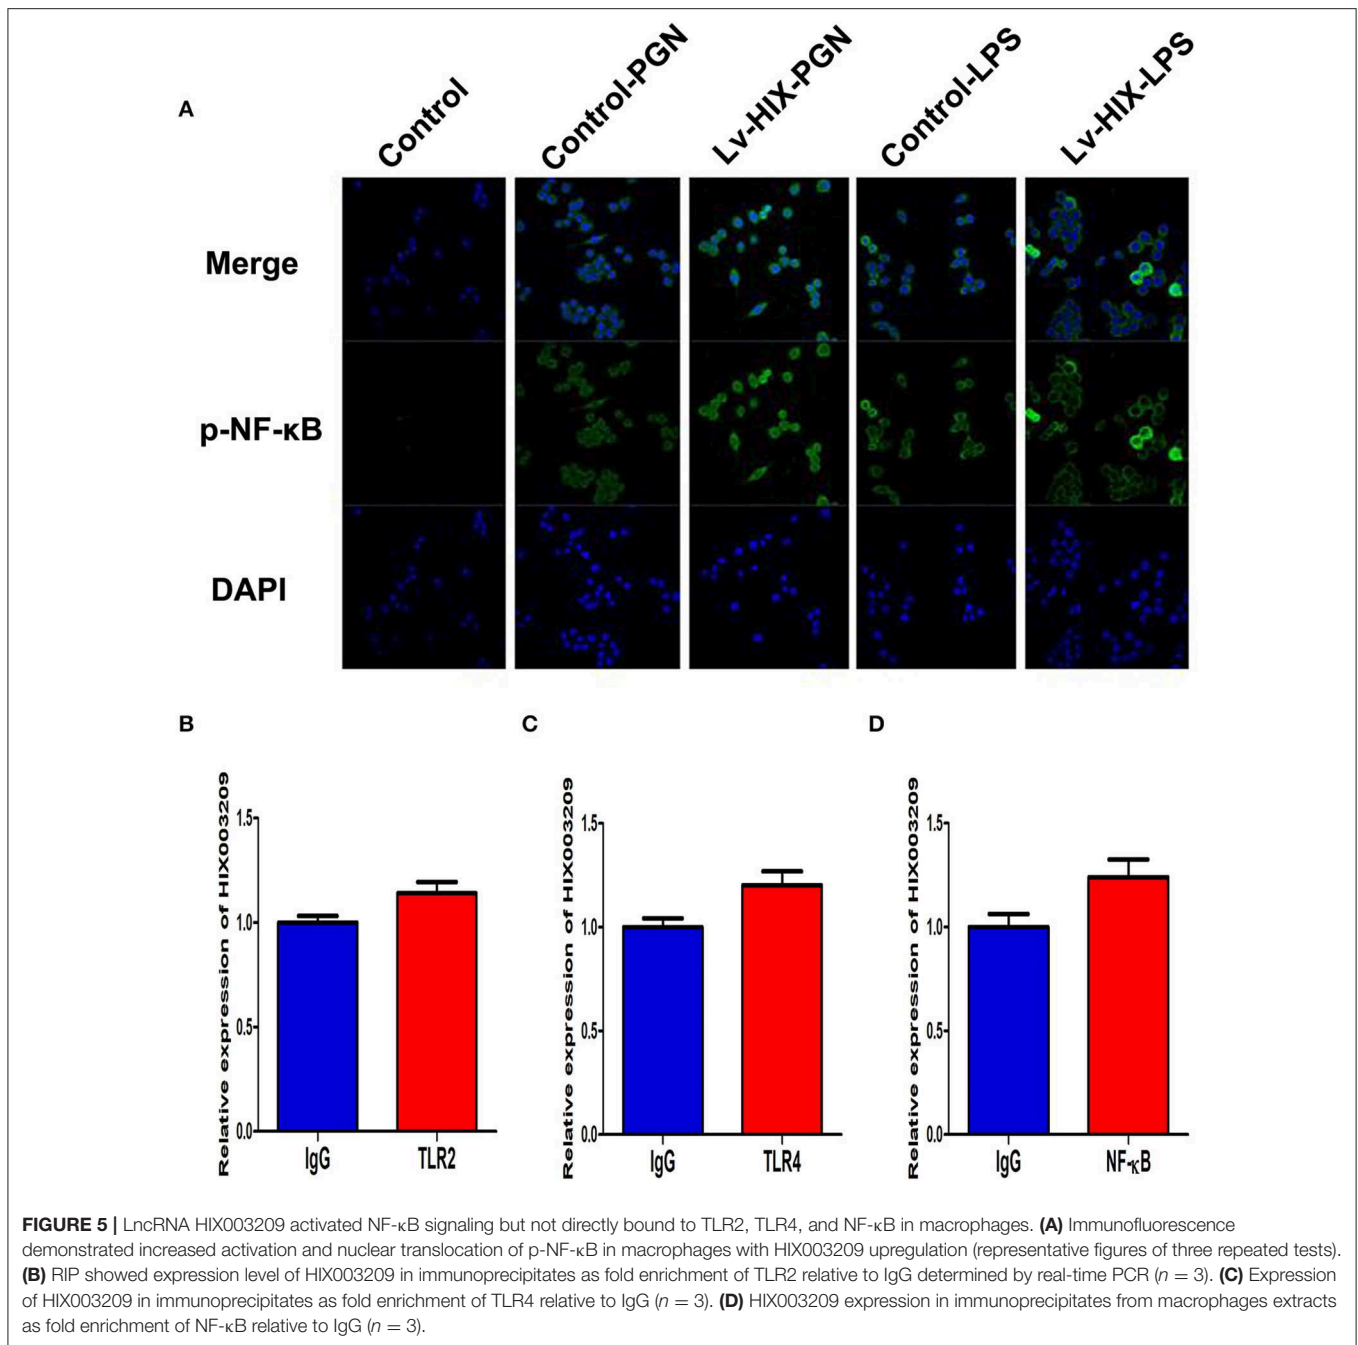 A
Control
Control-PGN
Lv-HIX-PGN
Control-LPS
Lv-HIX-LPS
Merge
p-NF-κB
DAPI
B
C
D
Relative expression of HIX003209
1.5
1.0
0.5
0.0
IgG
TLR2
Relative expression of HIX003209
1.5
1.0
0.5
0.0
IgG
TLR4
Relative expression of HIX003209
1.5
1.0
0.5
0.0
IgG
NF-κB
FIGURE 5 | LncRNA HIX003209 activated NF-κB signaling but not directly bound to TLR2, TLR4, and NF-κB in macrophages. (A) Immunofluorescence
demonstrated increased activation and nuclear translocation of p-NF-κB in macrophages with HIX003209 upregulation (representative figures of three repeated tests).
(B) RIP showed expression level of HIX003209 in immunoprecipitates as fold enrichment of TLR2 relative to IgG determined by real-time PCR (n = 3). (C) Expression
of HIX003209 in immunoprecipitates as fold enrichment of TLR4 relative to IgG (n = 3). (D) HIX003209 expression in immunoprecipitates from macrophages extracts
as fold enrichment of NF-κB relative to IgG (n = 3).